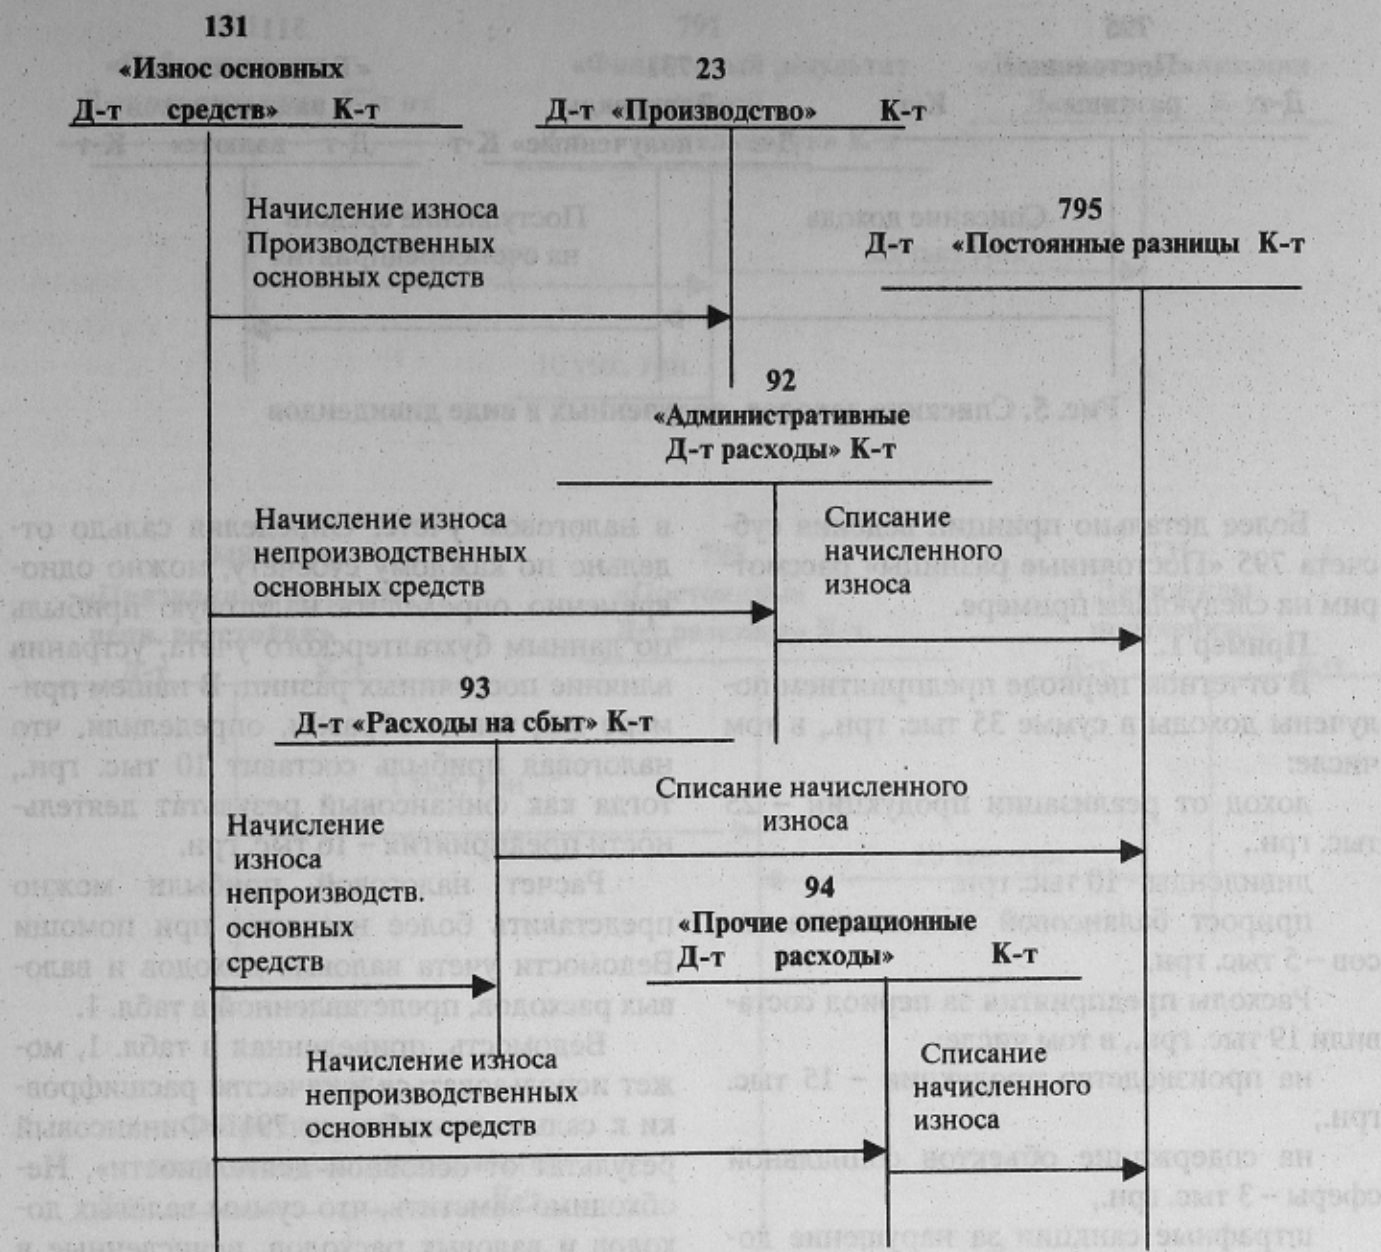 131
«Износ основных
Д-т средств» К-т
23
Д-т «Производство» К-т
Начисление износа
Производственных
основных средств
795
Д-т «Постоянные разницы К-т
92
«Административные
Д-т расходы» К-т
Начисление износа
непроизводственных
основных средств
Списание
начисленного
износа
93
Д-т «Расходы на сбыт» К-т
Списание начисленного
износа
Начисление
износа
непроизводств.
основных
средств
94
«Прочие операционные
Д-т расходы» К-т
Начисление износа
непроизводственных
основных средств
Списание
начисленного
износа